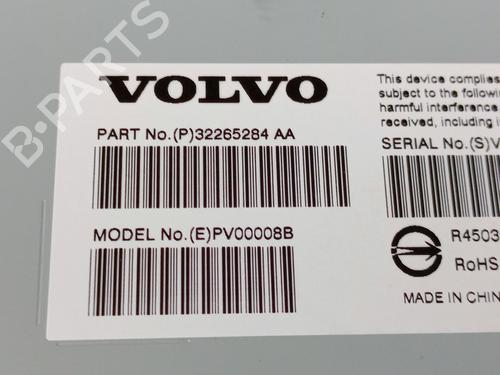 VOLVO
PART No.(P)32265284 AA
MODEL No.(E)PV00008B
This device complies
subject to the followi
harmful interference
received, including i
SERIAL No.(S)V
R4503
RoHS
MADE IN CHIN
B-PARTS